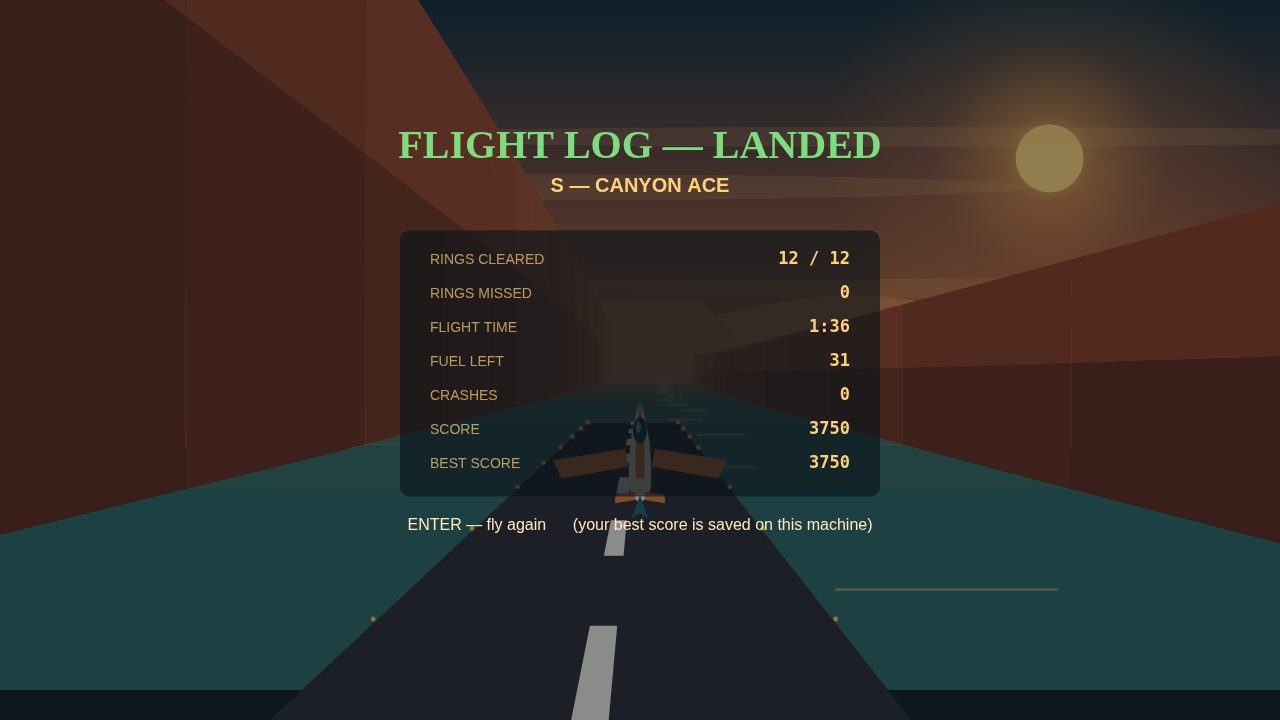 FLIGHT LOG — LANDED
S — CANYON ACE
RINGS CLEARED 12 / 12
RINGS MISSED 0
FLIGHT TIME 1:36
FUEL LEFT 31
CRASHES 0
SCORE 3750
BEST SCORE 3750
ENTER — fly again (your best score is saved on this machine)